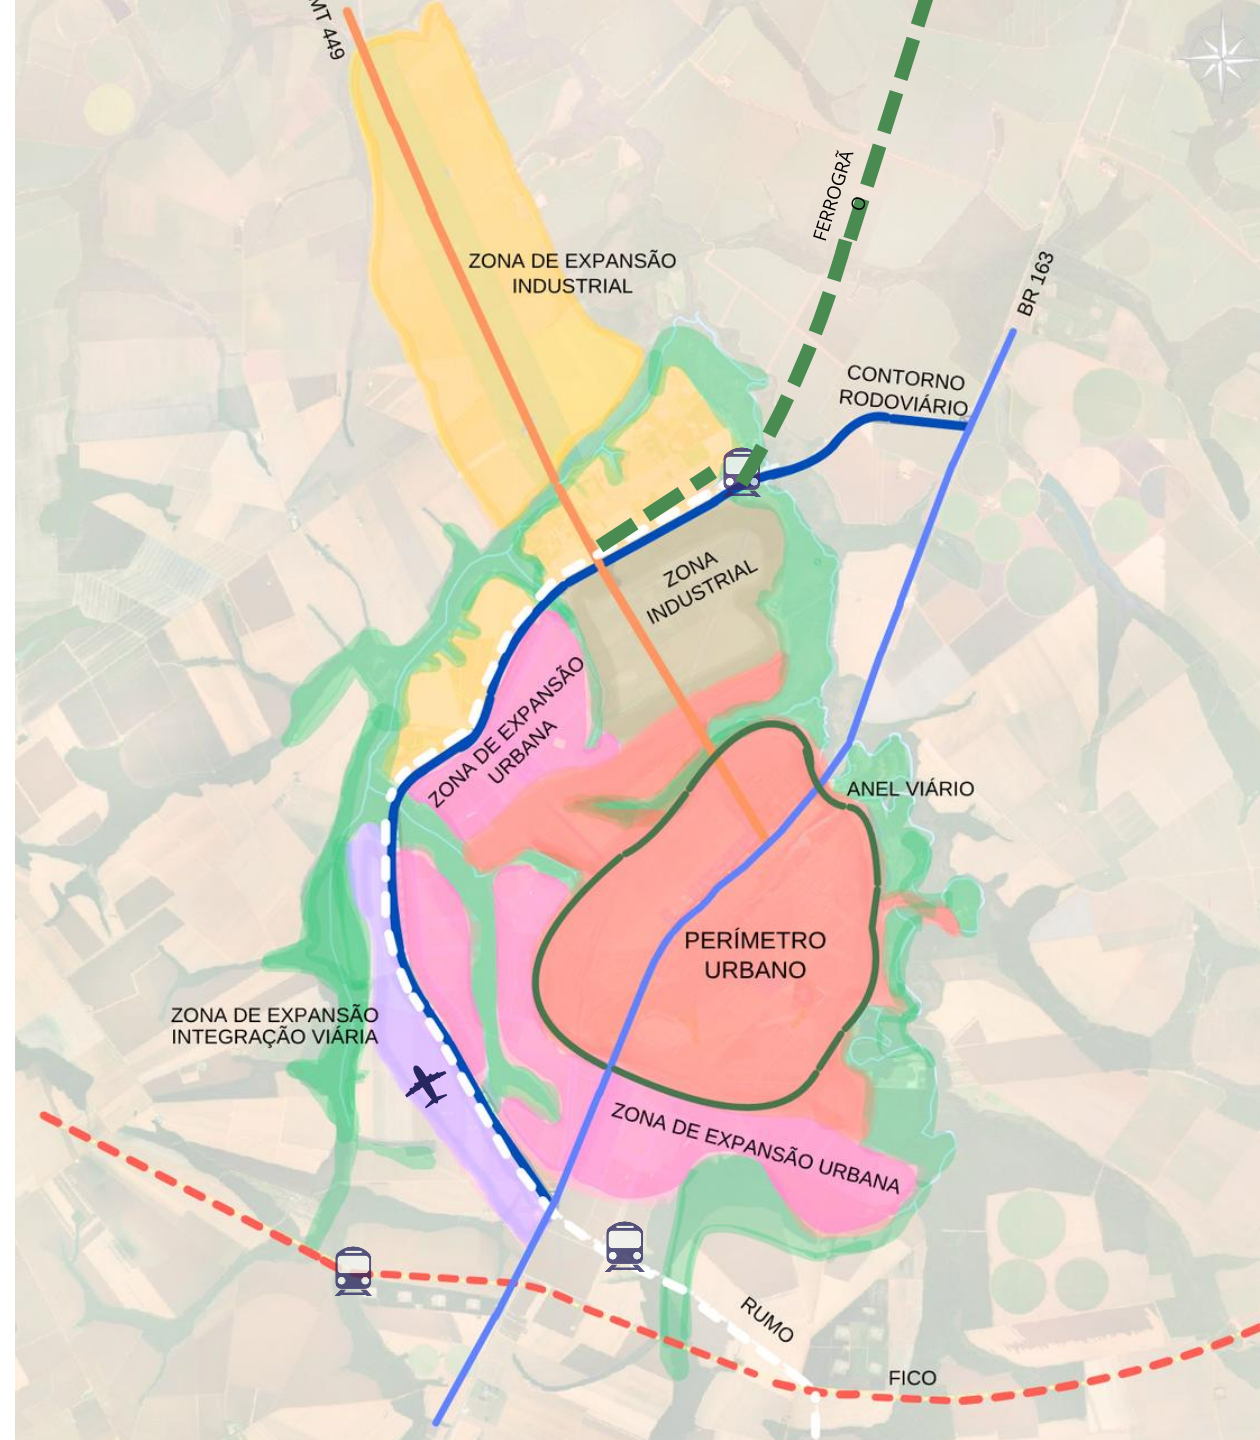 MT 449
FERROGRÃ
O
ZONA DE EXPANSÃO
INDUSTRIAL
BR 163
CONTORNO
RODOVIÁRIO
ZONA
INDUSTRIAL
ZONA DE EXPANSÃO
URBANA
ANEL VIÁRIO
PERÍMETRO
URBANO
ZONA DE EXPANSÃO
INTEGRAÇÃO VIÁRIA
ZONA DE EXPANSÃO URBANA
RUMO
FICO